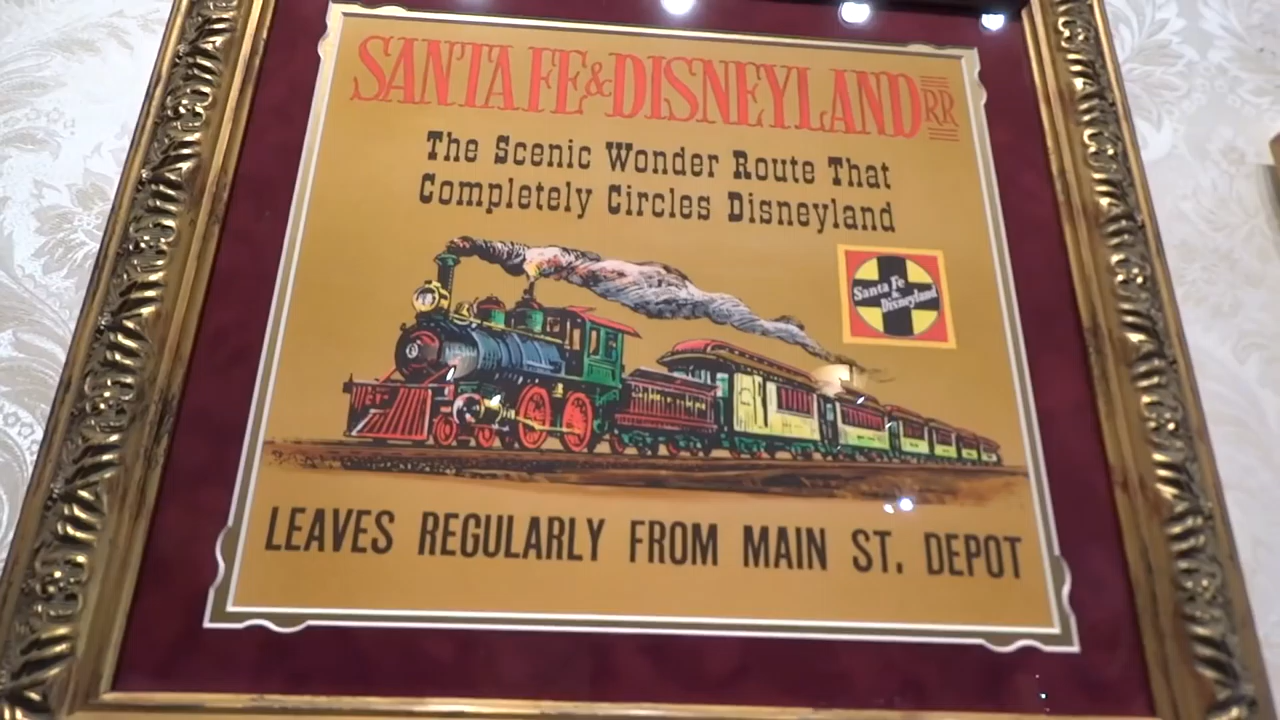 SANTA FE & DISNEYLAND RR
The Scenic Wonder Route That
Completely Circles Disneyland
Santa Fe
&
Disneyland
LEAVES REGULARLY FROM MAIN ST. DEPOT